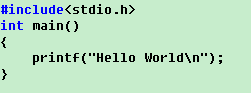 #include<stdio.h>
int main()
{
    printf("Hello World\n");
}